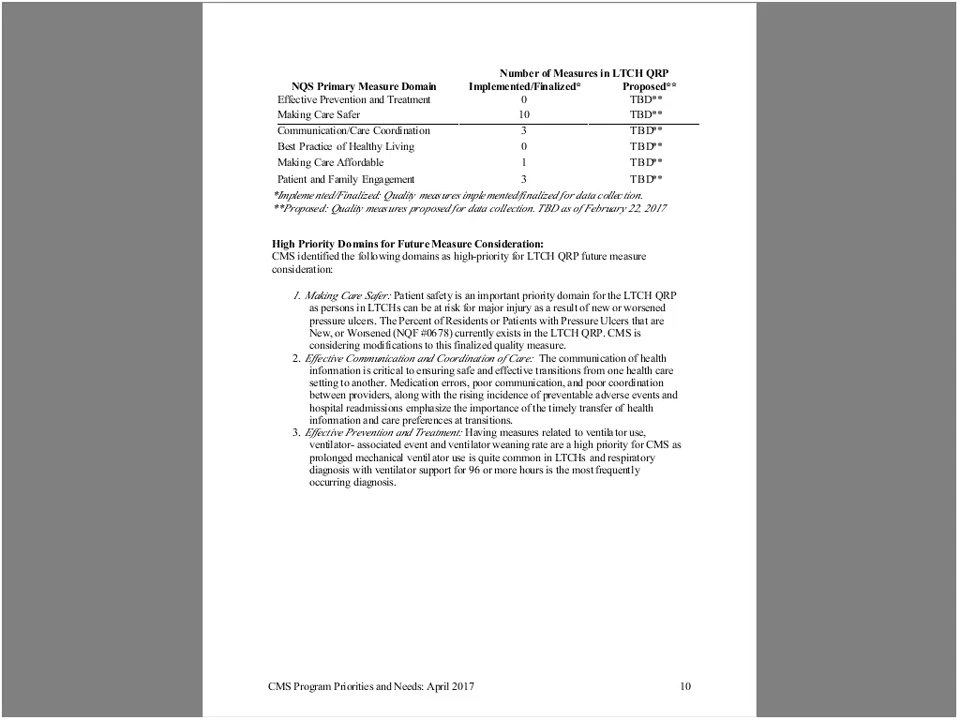 Number of Measures in LTCH QRP
NQS Primary Measure Domain Implemented/Finalized* Proposed**
Effective Prevention and Treatment 0 TBD**
Making Care Safer 10 TBD**
Communication/Care Coordination 3 TBD**
Best Practice of Healthy Living 0 TBD**
Making Care Affordable 1 TBD**
Patient and Family Engagement 3 TBD**
*Implemented/Finalized: Quality measures implemented/finalized for data collection.
**Proposed: Quality measures proposed for data collection. TBD as of February 22, 2017
High Priority Domains for Future Measure Consideration:
CMS identified the following domains as high-priority for LTCH QRP future measure
consideration:
1. Making Care Safer: Patient safety is an important priority domain for the LTCH QRP
as persons in LTCHs can be at risk for major injury as a result of new or worsened
pressure ulcers. The Percent of Residents or Patients with Pressure Ulcers that are
New, or Worsened (NQF #0678) currently exists in the LTCH QRP. CMS is
considering modifications to this finalized quality measure.
2. Effective Communication and Coordination of Care: The communication of health
information is critical to ensuring safe and effective transitions from one health care
setting to another. Medication errors, poor communication, and poor coordination
between providers, along with the rising incidence of preventable adverse events and
hospital readmissions emphasize the importance of the timely transfer of health
information and care preferences at transitions.
3. Effective Prevention and Treatment: Having measures related to ventilator use,
ventilator- associated event and ventilator weaning rate are a high priority for CMS as
prolonged mechanical ventilator use is quite common in LTCHs and respiratory
diagnosis with ventilator support for 96 or more hours is the most frequently
occurring diagnosis.
CMS Program Priorities and Needs: April 2017 10